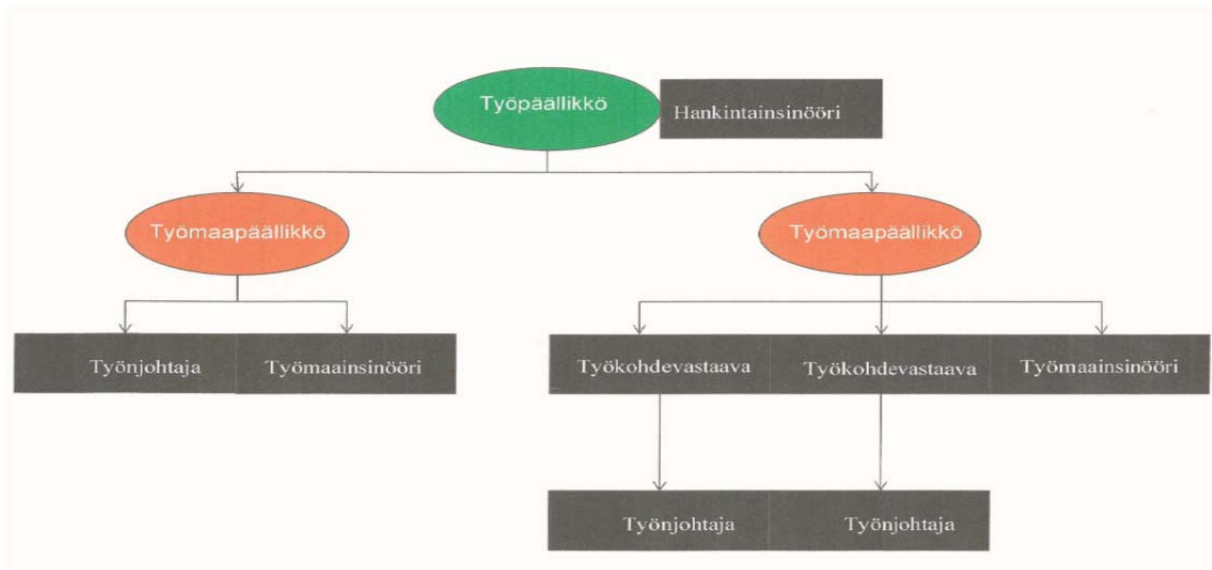 Työpäällikkö
Hankintainsinööri
Työmaapäällikkö
Työmaapäällikkö
Työnjohtaja
Työmaainsinööri
Työkohdevastaava
Työkohdevastaava
Työmaainsinööri
Työnjohtaja
Työnjohtaja